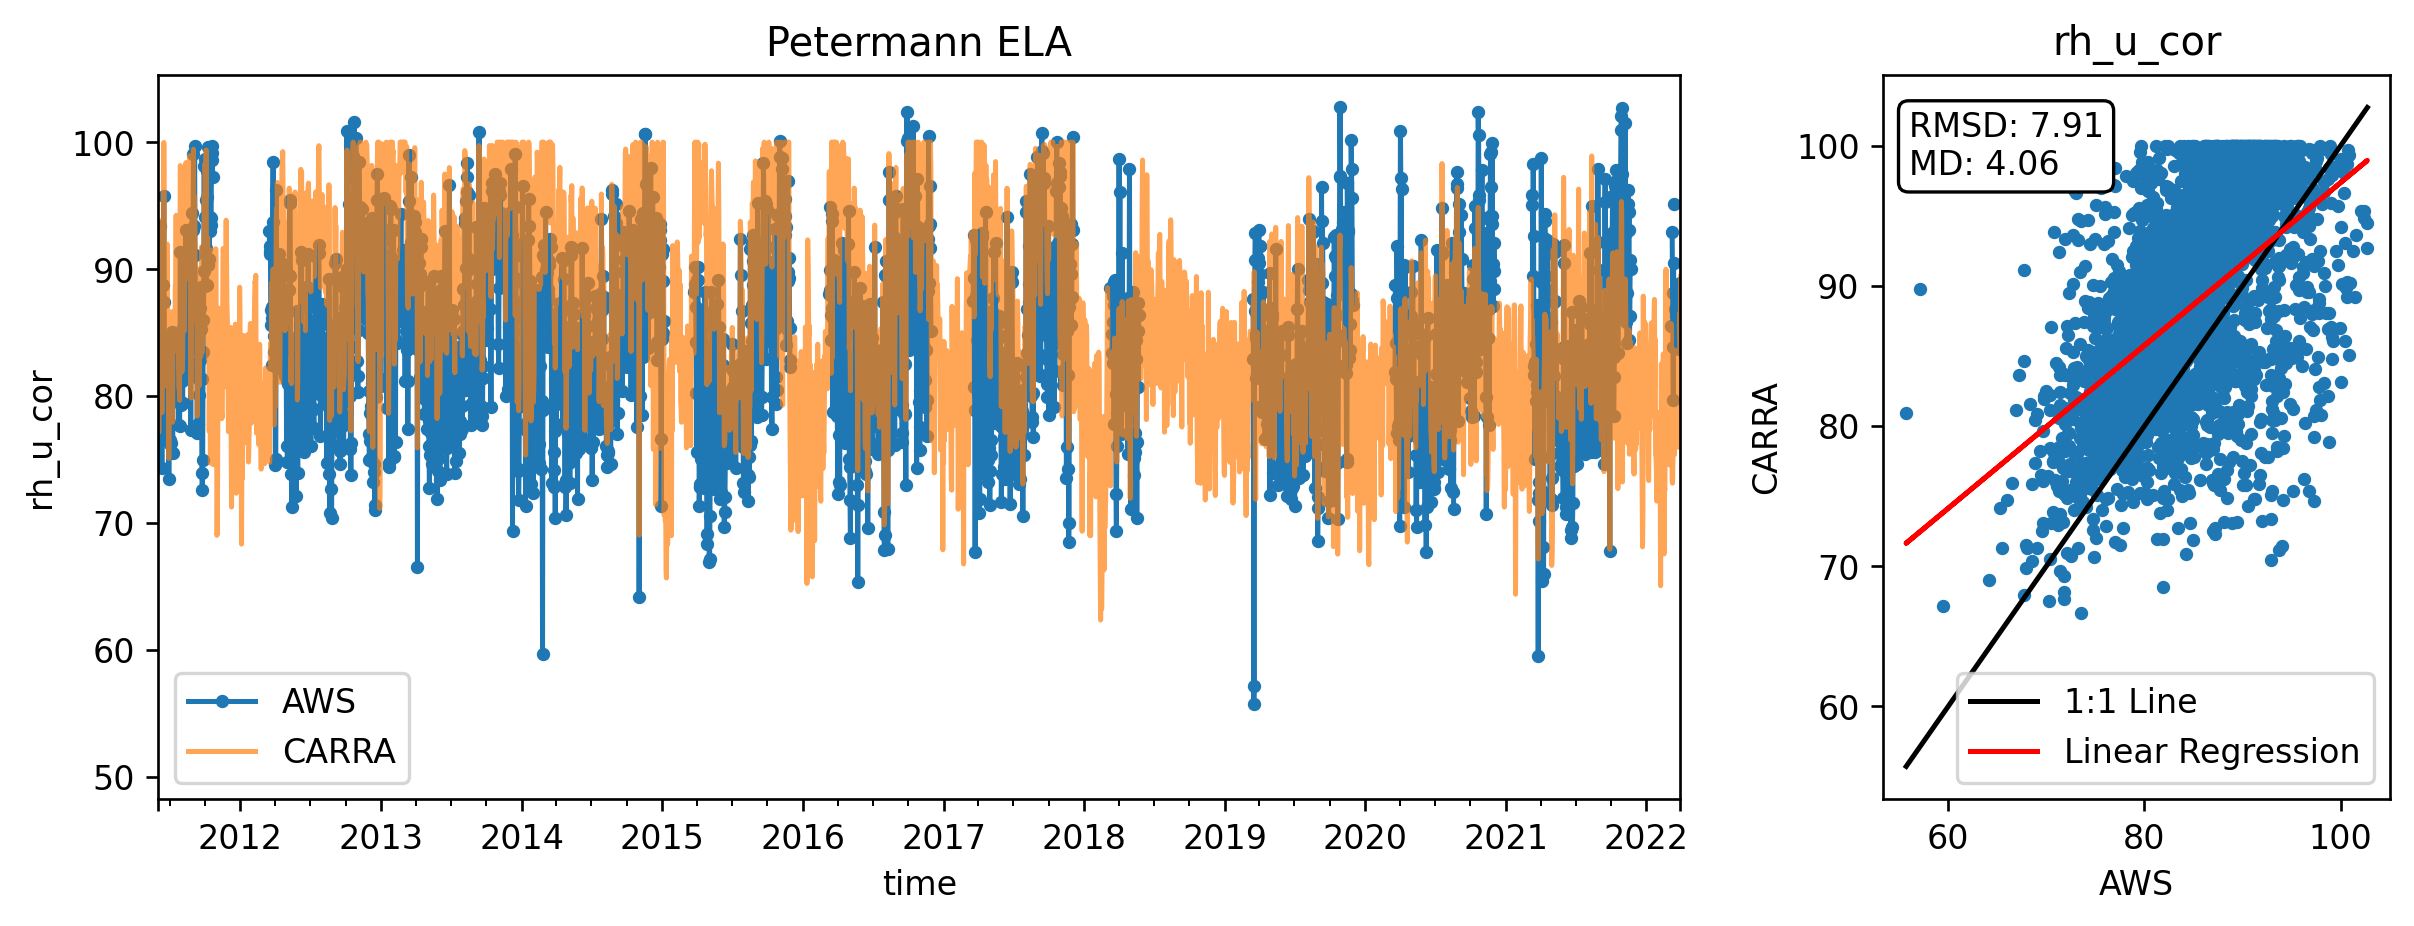 Petermann ELA
rh_u_cor
100
90
80
70
60
50
AWS
CARRA
2012 2013 2014 2015 2016 2017 2018 2019 2020 2021 2022
time
rh_u_cor
CARRA
100
90
80
70
60
RMSD: 7.91
MD: 4.06
1:1 Line
Linear Regression
60 80 100
AWS